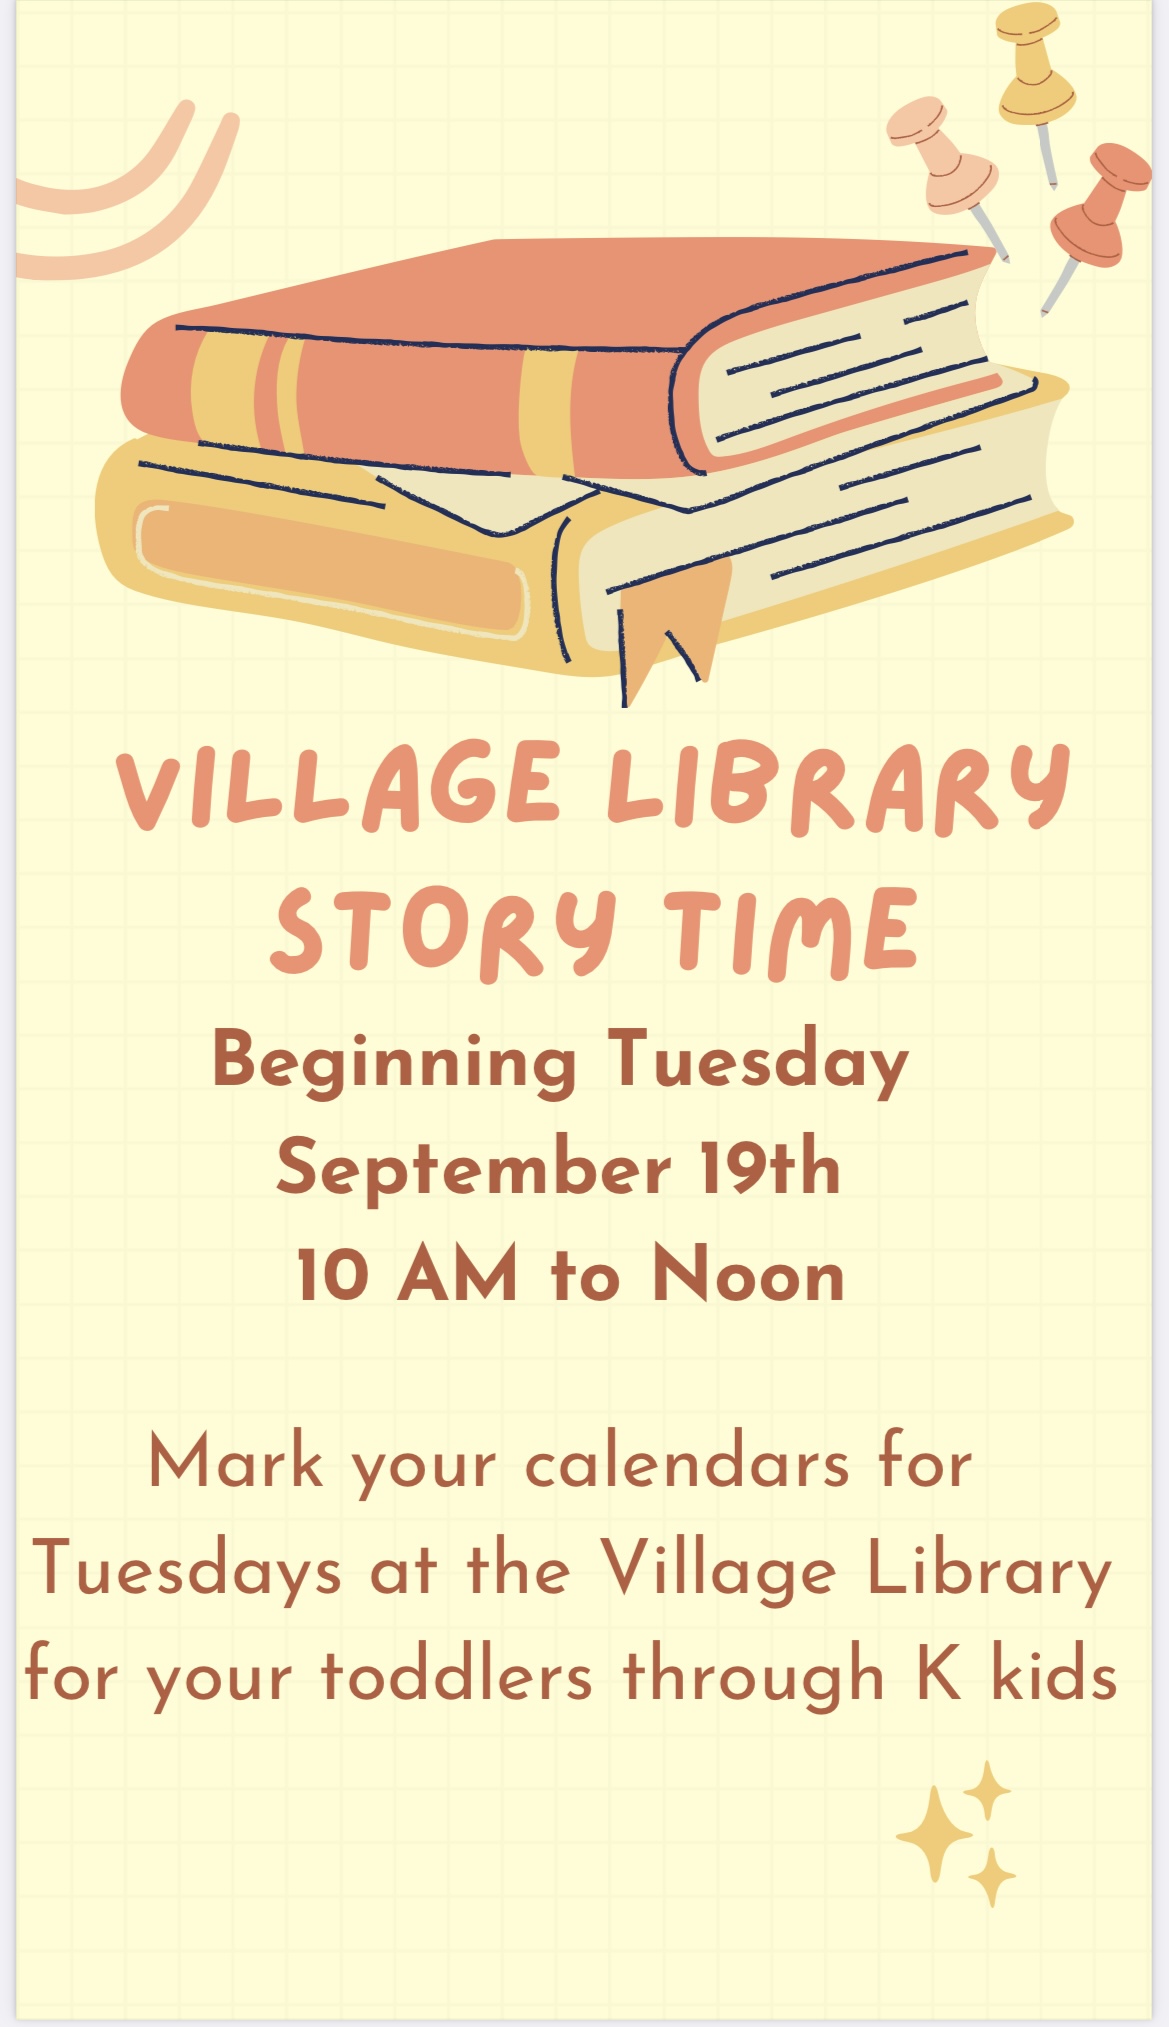 VILLAGE LIBRARY
STORY TIME
Beginning Tuesday
September 19th
10 AM to Noon
Mark your calendars for
Tuesdays at the Village Library
for your toddlers through K kids